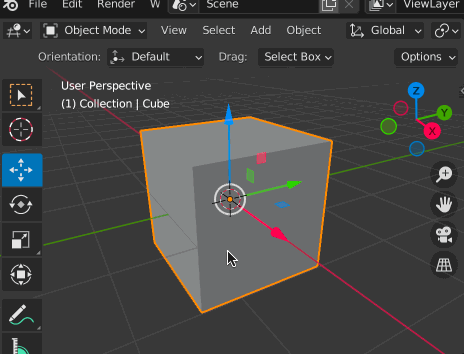 File Edit Render W Scene ViewLayer
Object Mode View Select Add Object Global
Orientation: Default Drag: Select Box Options
User Perspective
(1) Collection | Cube
Z
Y
X